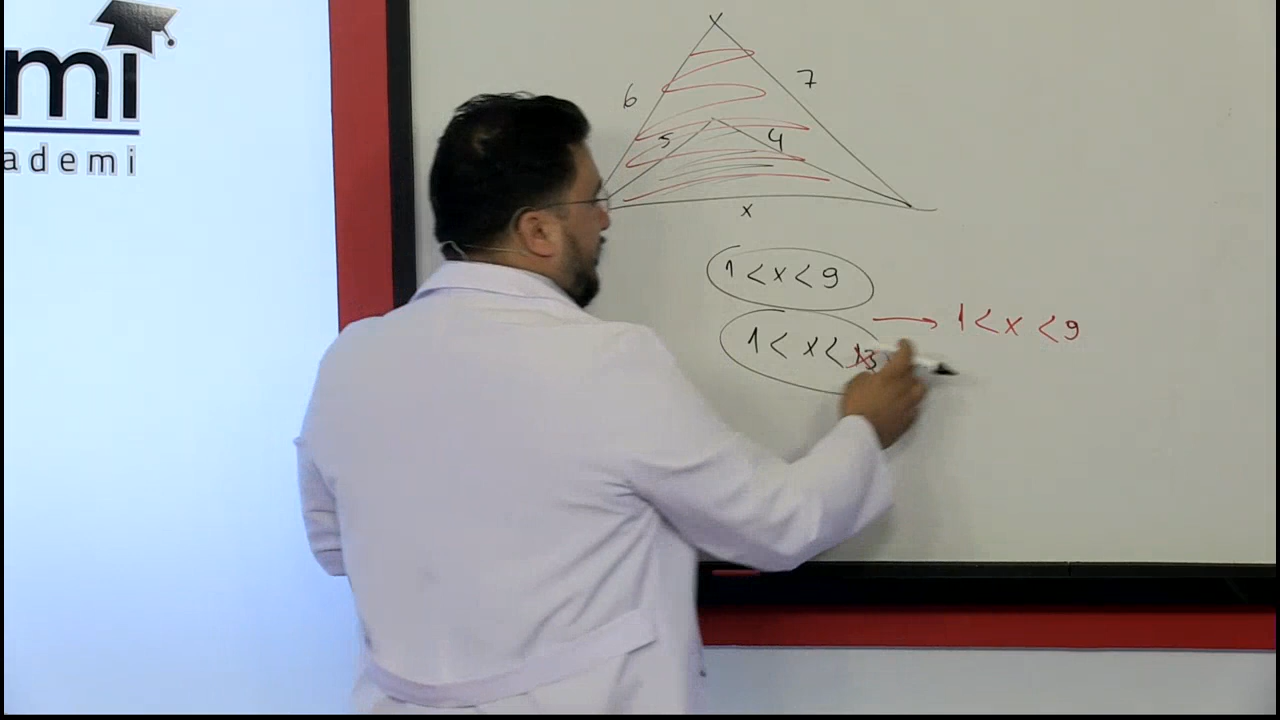 mi
ademi
6
7
5
4
x
1 < x < 9
1 < x < 13
1 < x < 9